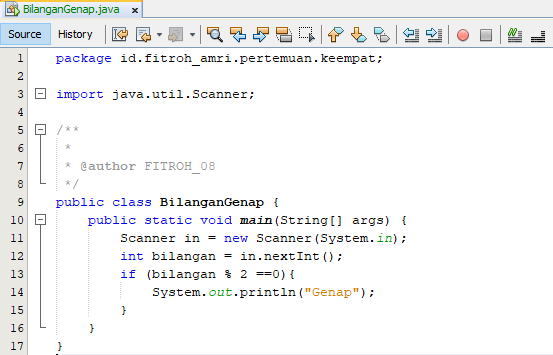 BilanganGenap.java
Source History
1 package id.fitroh_amri.pertemuan.keempat;
2
3 import java.util.Scanner;
4
5 /**
6 *
7 * @author FITROH_08
8 */
9 public class BilanganGenap {
10 public static void main(String[] args) {
11 Scanner in = new Scanner(System.in);
12 int bilangan = in.nextInt();
13 if (bilangan % 2 ==0){
14 System.out.println("Genap");
15 }
16 }
17 }